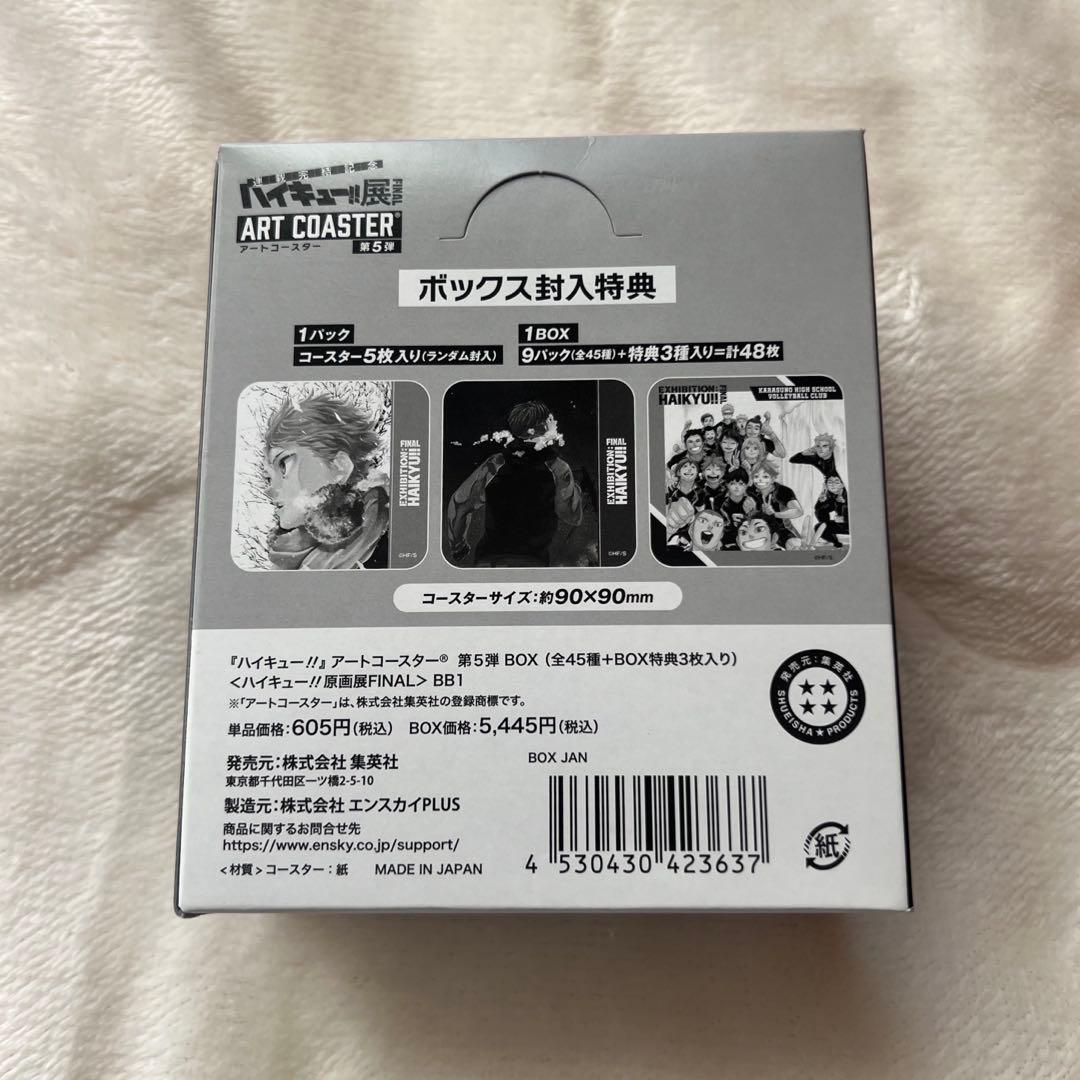 連載完結記念
ハイキュー!!展 FINAL
ART COASTER®
アートコースター 第5弾
ボックス封入特典
1パック
コースター5枚入り(ランダム封入)
1BOX
9パック(全45種)+特典3種入り=計48枚
EXHIBITION: FINAL
HAIKYU!!
©HF/S
EXHIBITION: FINAL
HAIKYU!!
©HF/S
EXHIBITION: FINAL
HAIKYU!!
KARASUNO HIGH SCHOOL
VOLLEYBALL CLUB
©HF/S
コースターサイズ:約90×90mm
『ハイキュー!!』アートコースター® 第5弾 BOX (全45種+BOX特典3枚入り)
<ハイキュー!!原画展FINAL> BB1
※「アートコースター」は、株式会社集英社の登録商標です。
単品価格:605円(税込) BOX価格:5,445円(税込)
発売元:株式会社 集英社
東京都千代田区一ツ橋2-5-10
製造元:株式会社 エンスカイPLUS
商品に関するお問合せ先
https://www.ensky.co.jp/support/
<材質>コースター:紙 MADE IN JAPAN
BOX JAN
4 530430 423637
発売元:集英社
SHUEISHA★PRODUCTS
紙